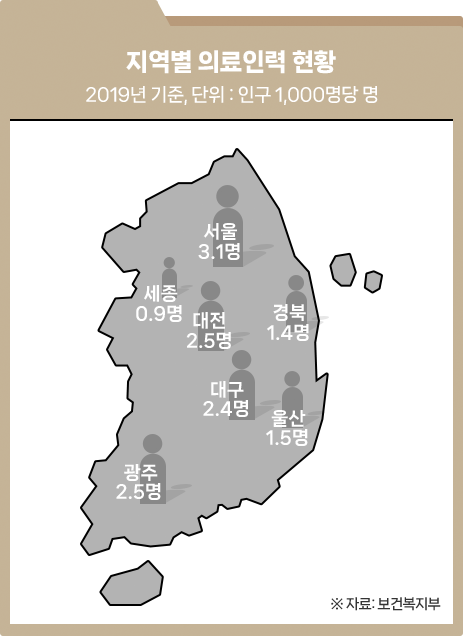 지역별 의료인력 현황
2019년 기준, 단위 : 인구 1,000명당 명
서울
3.1명
세종
0.9명
대전
2.5명
경북
1.4명
대구
2.4명
울산
1.5명
광주
2.5명
※ 자료: 보건복지부